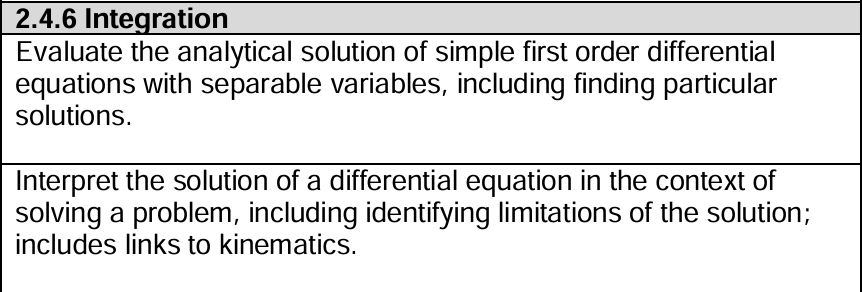 2.4.6 Integration
Evaluate the analytical solution of simple first order differential
equations with separable variables, including finding particular
solutions.
Interpret the solution of a differential equation in the context of
solving a problem, including identifying limitations of the solution;
includes links to kinematics.